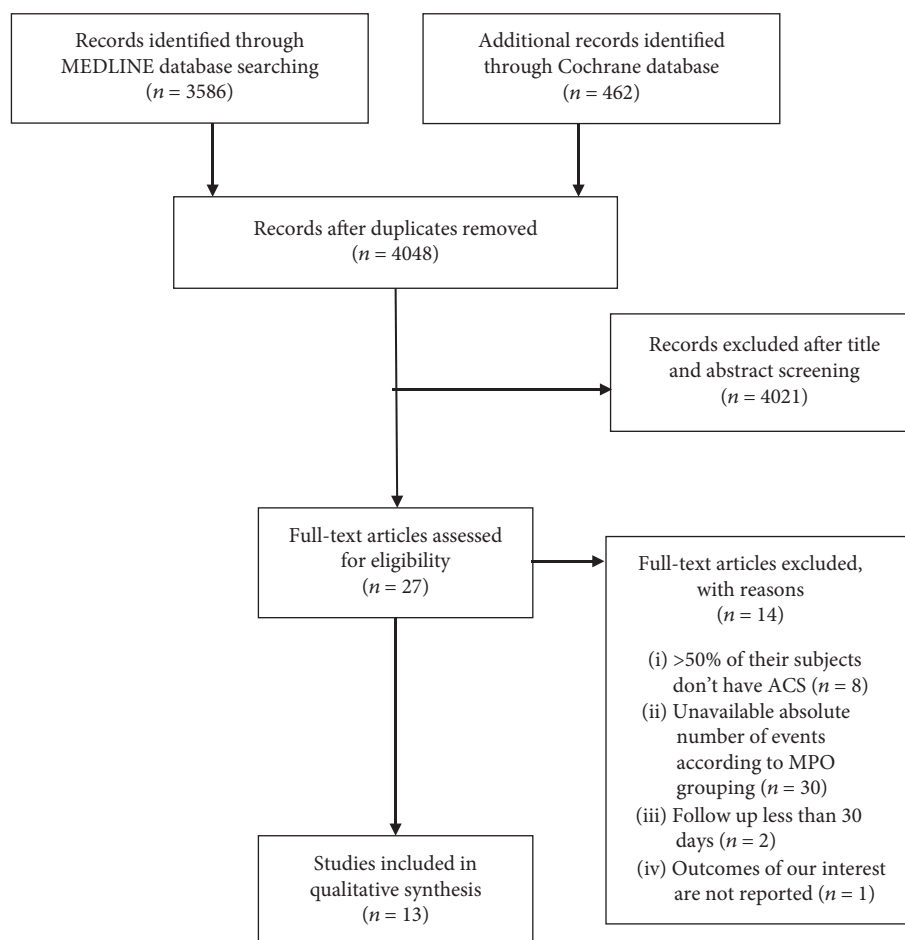 Records identified through
MEDLINE database searching
(n = 3586)
Additional records identified
through Cochrane database
(n = 462)
Records after duplicates removed
(n = 4048)
Records excluded after title
and abstract screening
(n = 4021)
Full-text articles assessed
for eligibility
(n = 27)
Full-text articles excluded,
with reasons
(n = 14)
(i) >50% of their subjects
don't have ACS (n = 8)
(ii) Unavailable absolute
number of events
according to MPO
grouping (n = 30)
(iii) Follow up less than 30
days (n = 2)
(iv) Outcomes of our interest
are not reported (n = 1)
Studies included in
qualitative synthesis
(n = 13)